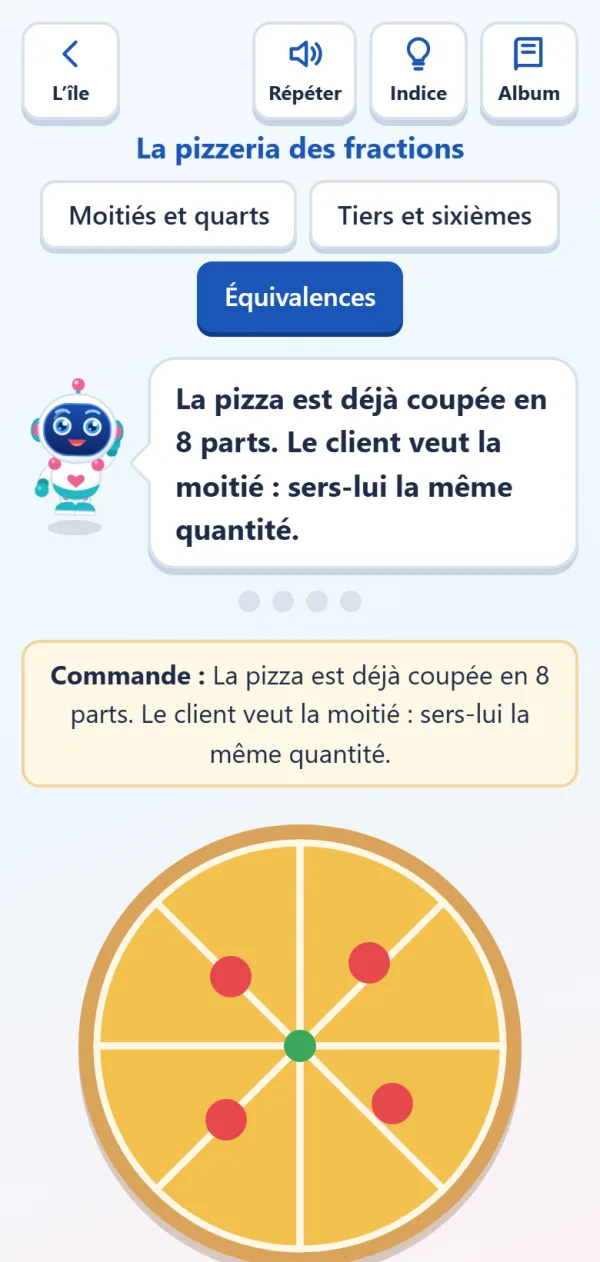 L’île
Répéter
Indice
Album
La pizzeria des fractions
Moitiés et quarts
Tiers et sixièmes
Équivalences
La pizza est déjà coupée en
8 parts. Le client veut la
moitié : sers-lui la même
quantité.
Commande : La pizza est déjà coupée en 8
parts. Le client veut la moitié : sers-lui la
même quantité.